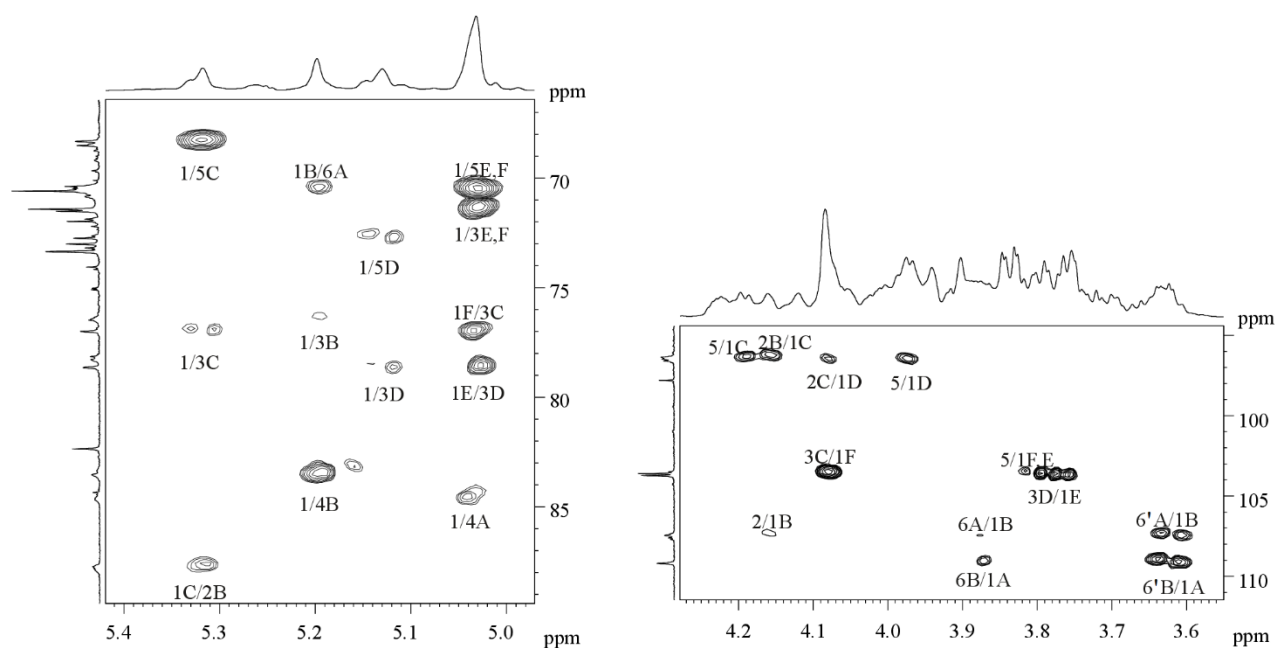 ppm
1/5C
1B/6A
1/5E,F
70
1/3E,F
1/5D
75
1F/3C
1/3C
1/3B
1/3D
1E/3D
80
1/4B
1/4A
85
1C/2B
5.4
5.3
5.2
5.1
5.0
ppm
ppm
5/1C
2B/1C
2C/1D
5/1D
100
3C/1F
5/1F,E
3D/1E
105
2/1B
6A/1B
6'A/1B
6B/1A
6'B/1A
110
4.2
4.1
4.0
3.9
3.8
3.7
3.6
ppm